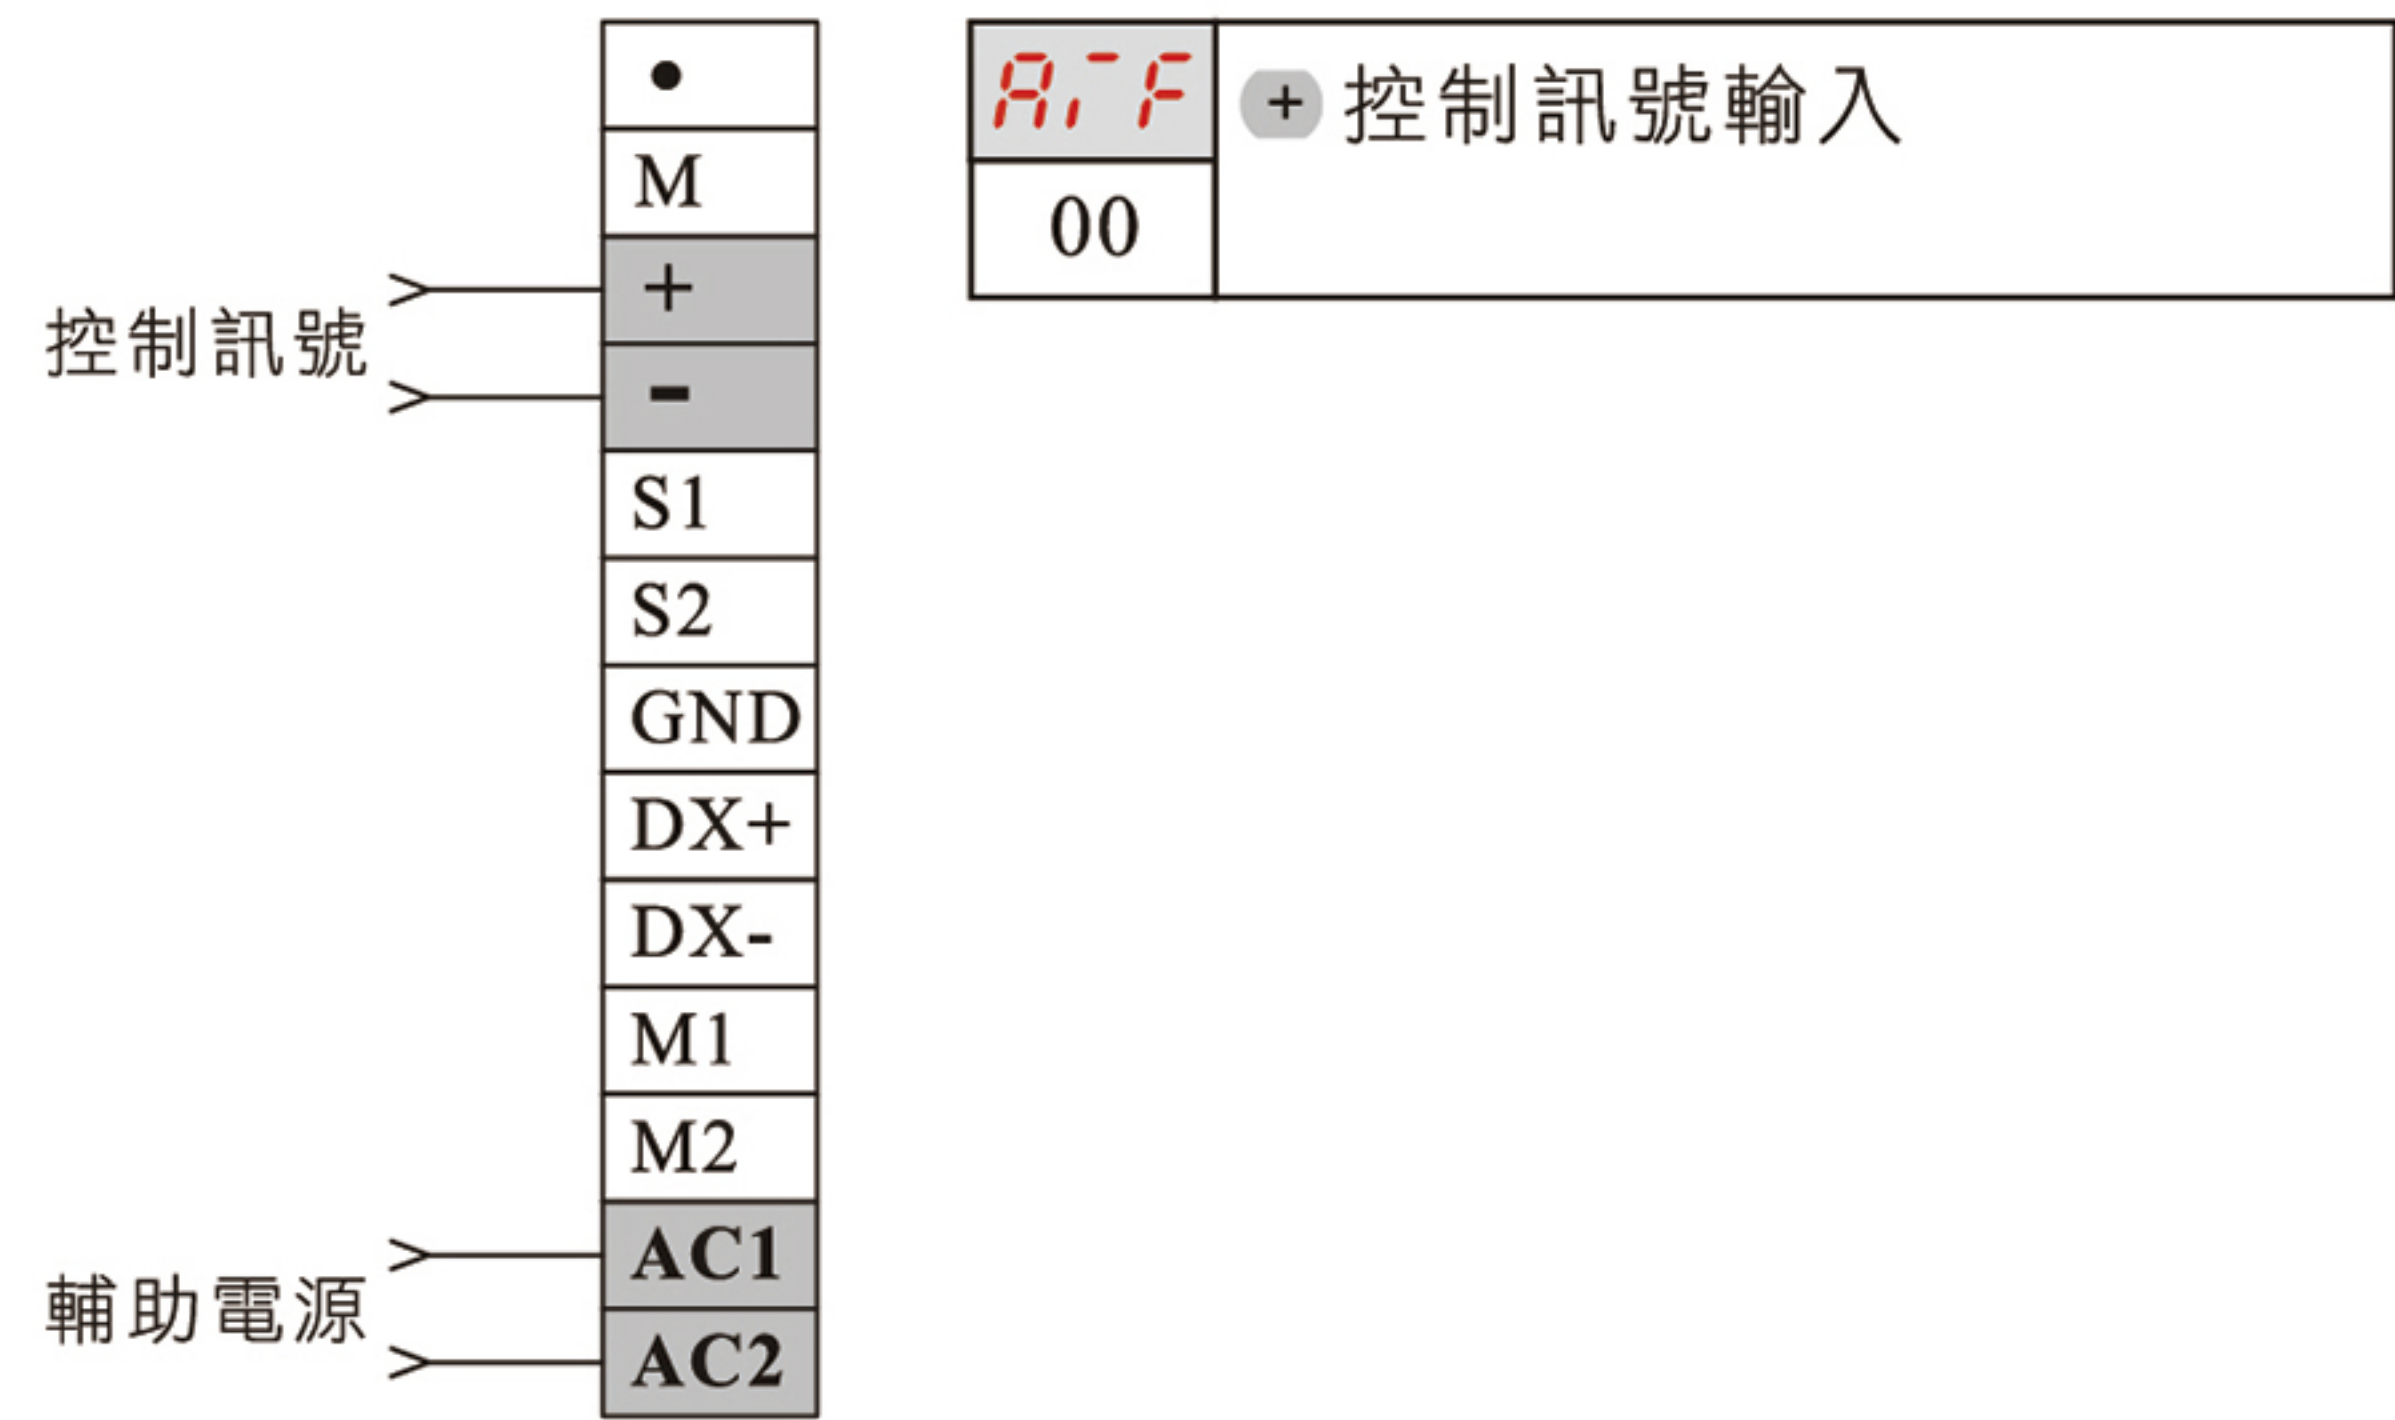 •
M
+
-
S1
S2
GND
DX+
DX-
M1
M2
AC1
AC2
控制訊號
輔助電源
+ 控制訊號輸入
00